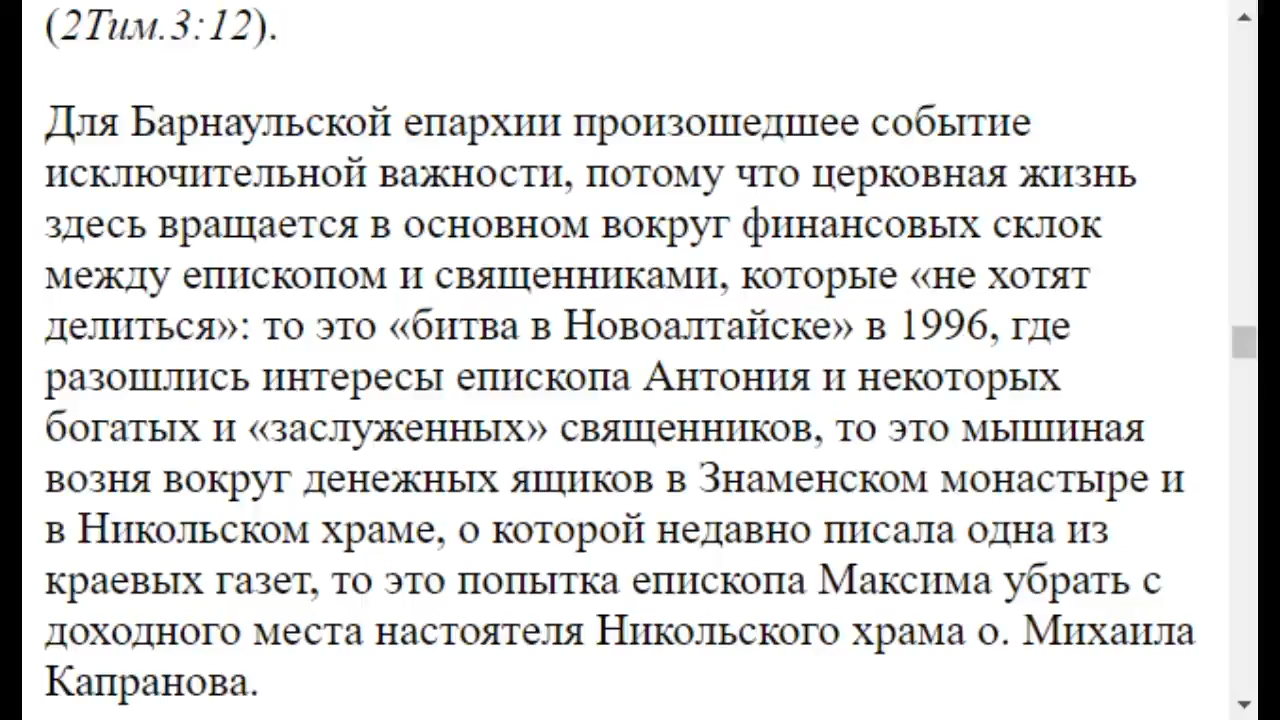 (2Тим.3:12).
Для Барнаульской епархии произошедшее событие
исключительной важности, потому что церковная жизнь
здесь вращается в основном вокруг финансовых склок
между епископом и священниками, которые «не хотят
делиться»: то это «битва в Новоалтайске» в 1996, где
разошлись интересы епископа Антония и некоторых
богатых и «заслуженных» священников, то это мышиная
возня вокруг денежных ящиков в Знаменском монастыре и
в Никольском храме, о которой недавно писала одна из
краевых газет, то это попытка епископа Максима убрать с
доходного места настоятеля Никольского храма о. Михаила
Капранова.